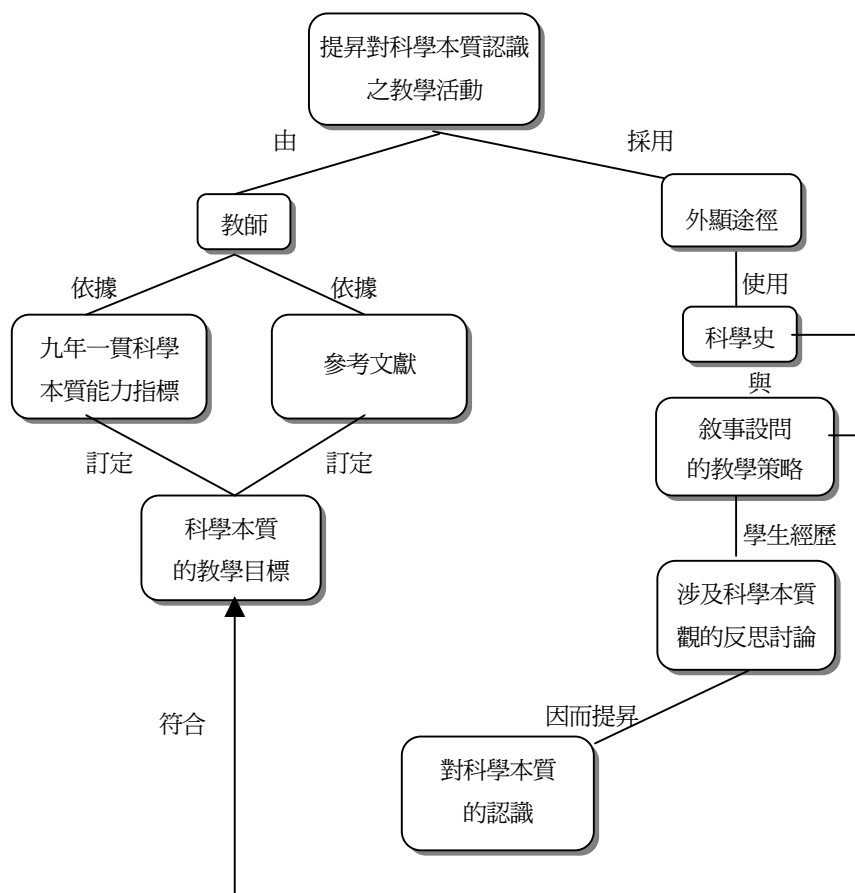 提昇對科學本質認識
之教學活動
由
採用
教師
外顯途徑
依據
依據
使用
九年一貫科學
本質能力指標
參考文獻
科學史
與
敘事設問
的教學策略
訂定
訂定
科學本質
的教學目標
學生經歷
涉及科學本質
觀的反思討論
符合
因而提昇
對科學本質
的認識